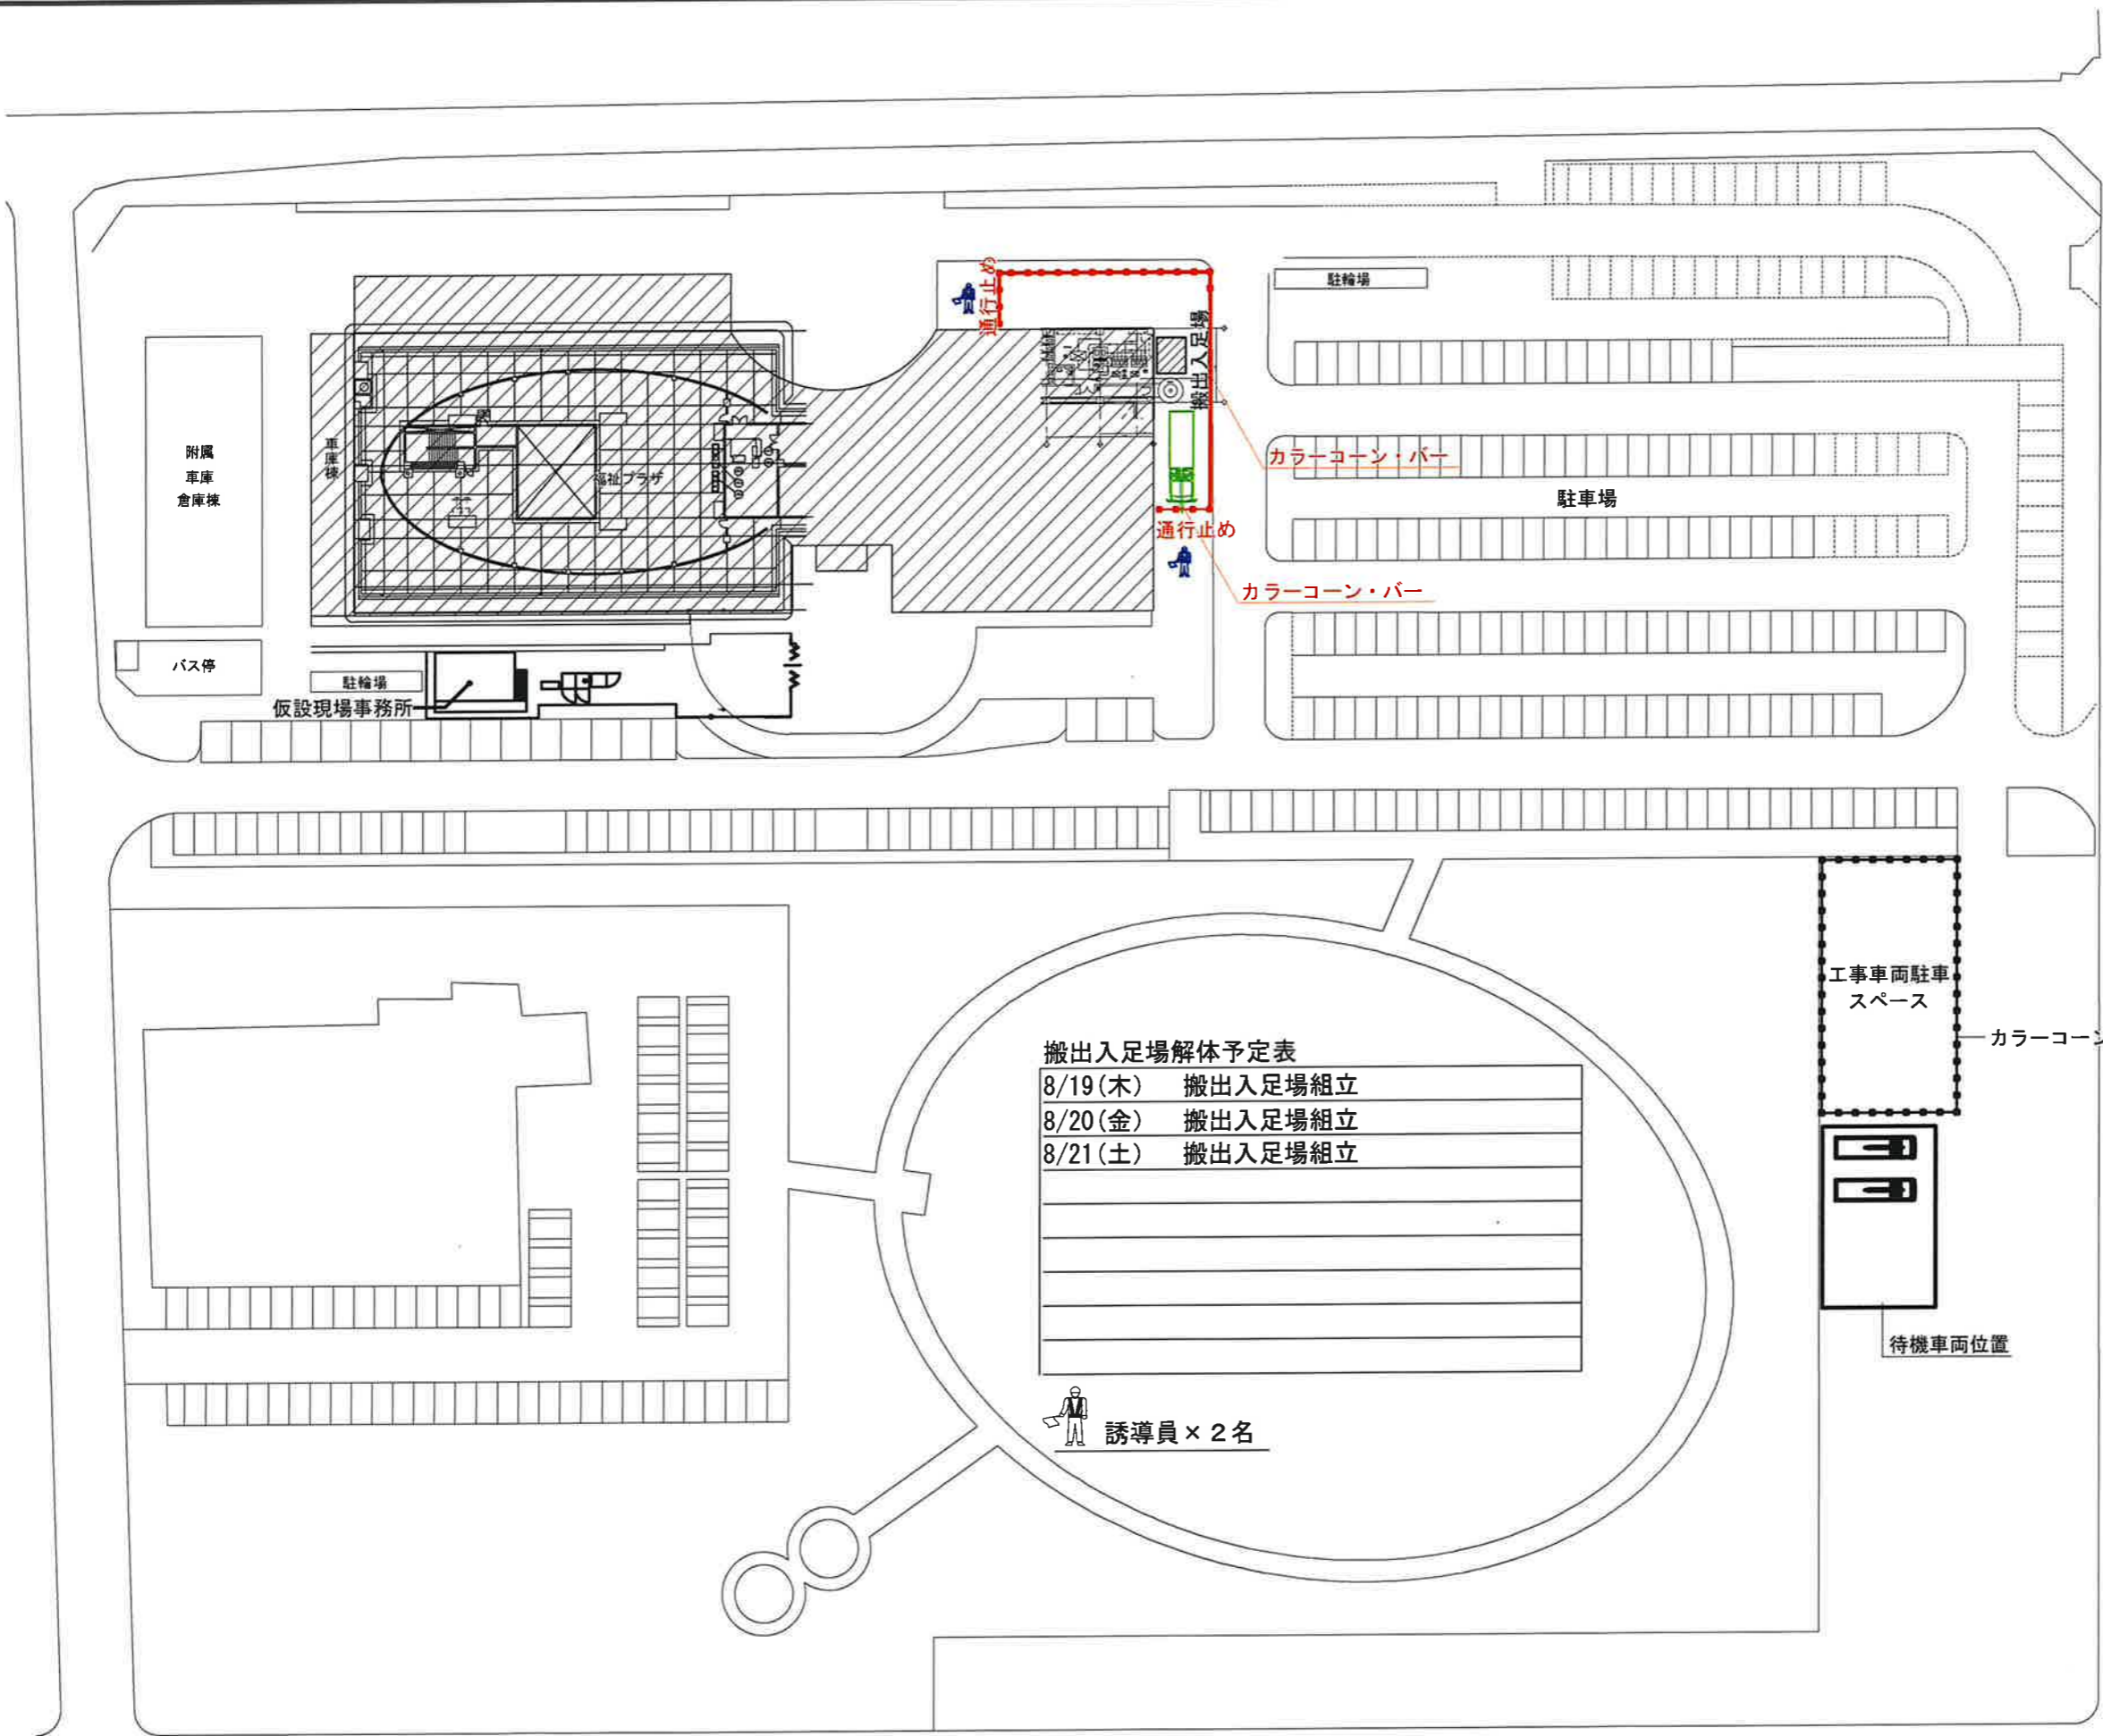 通行止め
駐輪場
搬出入足場
附属
車庫
倉庫棟
車庫棟
福祉プラザ
カラーコーン・バー
駐車場
通行止め
カラーコーン・バー
バス停
駐輪場
仮設現場事務所
工事車両駐車
スペース
カラーコーン
搬出入足場解体予定表
8/19(木) 搬出入足場組立
8/20(金) 搬出入足場組立
8/21(土) 搬出入足場組立
待機車両位置
誘導員×2名